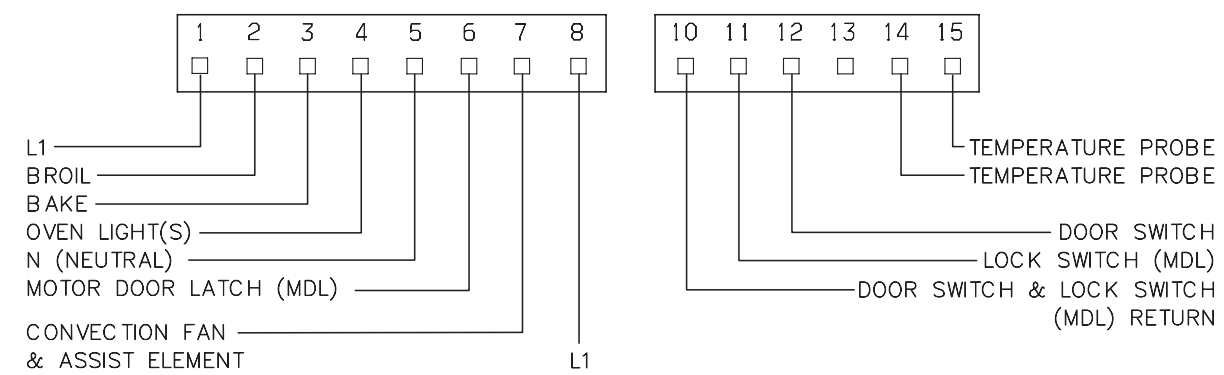 1 2 3 4 5 6 7 8
10 11 12 13 14 15
L1
BROIL
BAKE
OVEN LIGHT(S)
N (NEUTRAL)
MOTOR DOOR LATCH (MDL)
CONVECTION FAN
& ASSIST ELEMENT
L1
TEMPERATURE PROBE
TEMPERATURE PROBE
DOOR SWITCH
LOCK SWITCH (MDL)
DOOR SWITCH & LOCK SWITCH
(MDL) RETURN